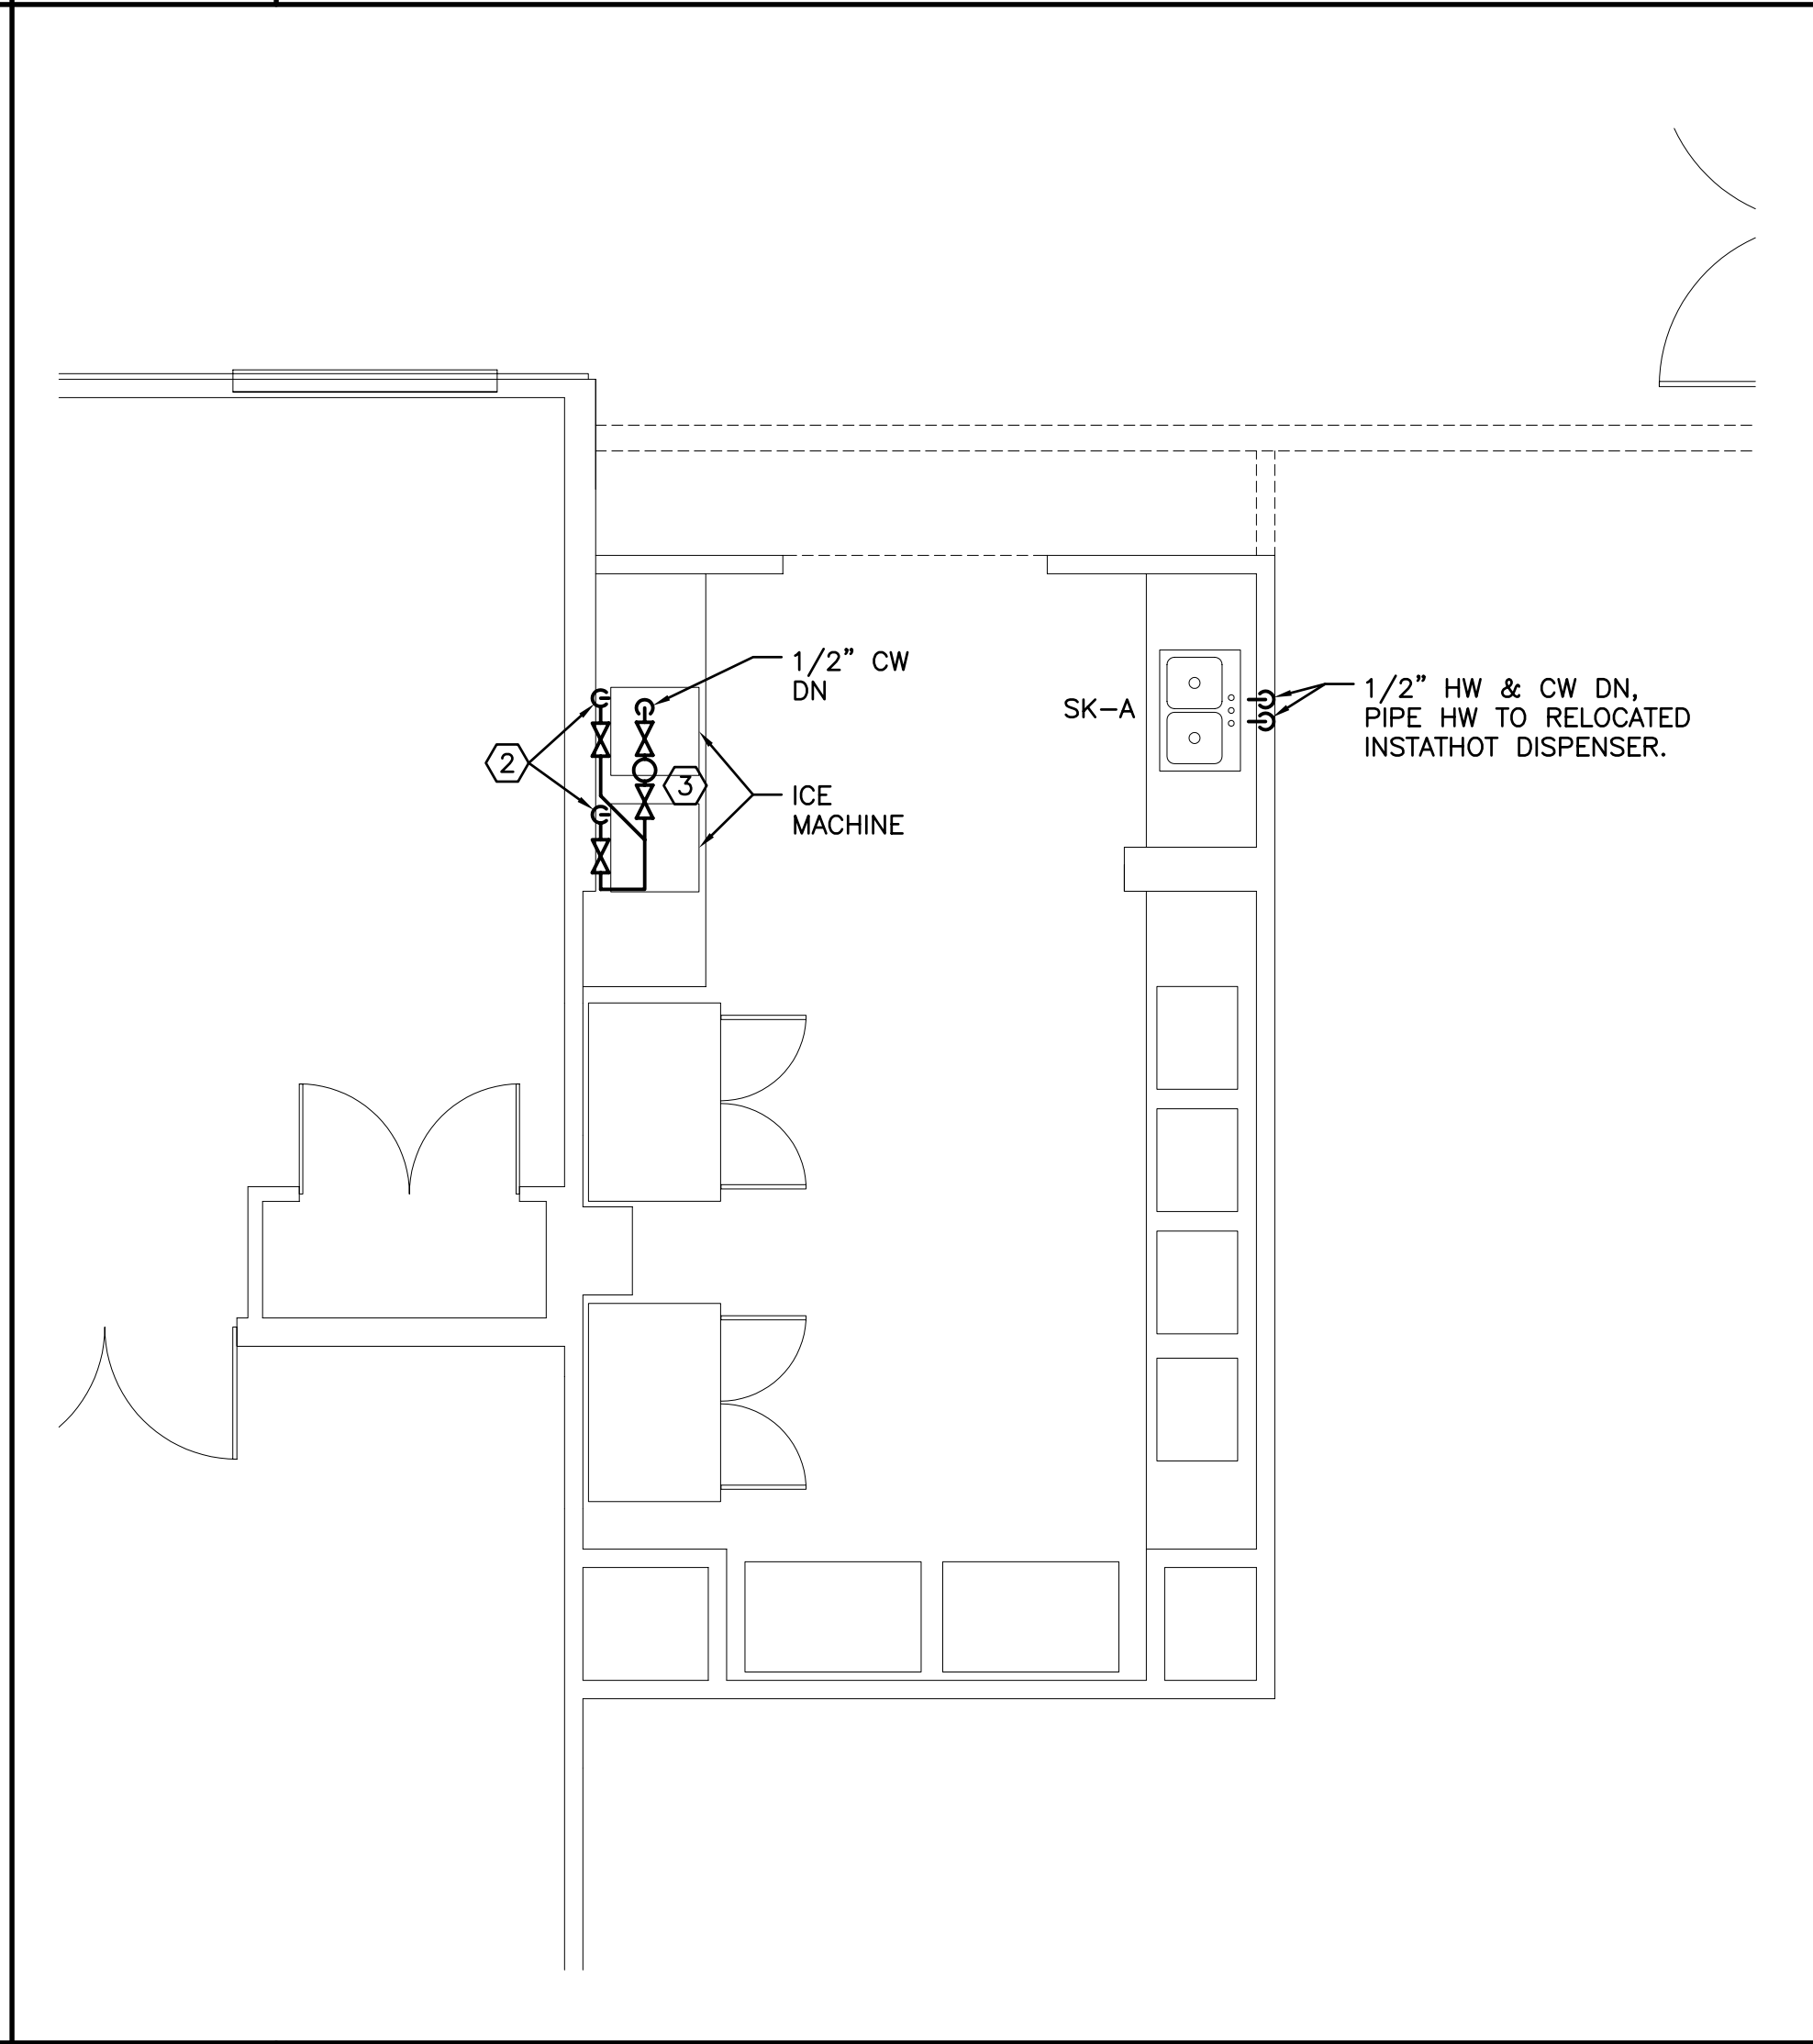 1/2" CW
DN
SK-A
1/2" HW & CW DN,
PIPE HW TO RELOCATED
INSTATHOT DISPENSER.
2
3
ICE
MACHINE